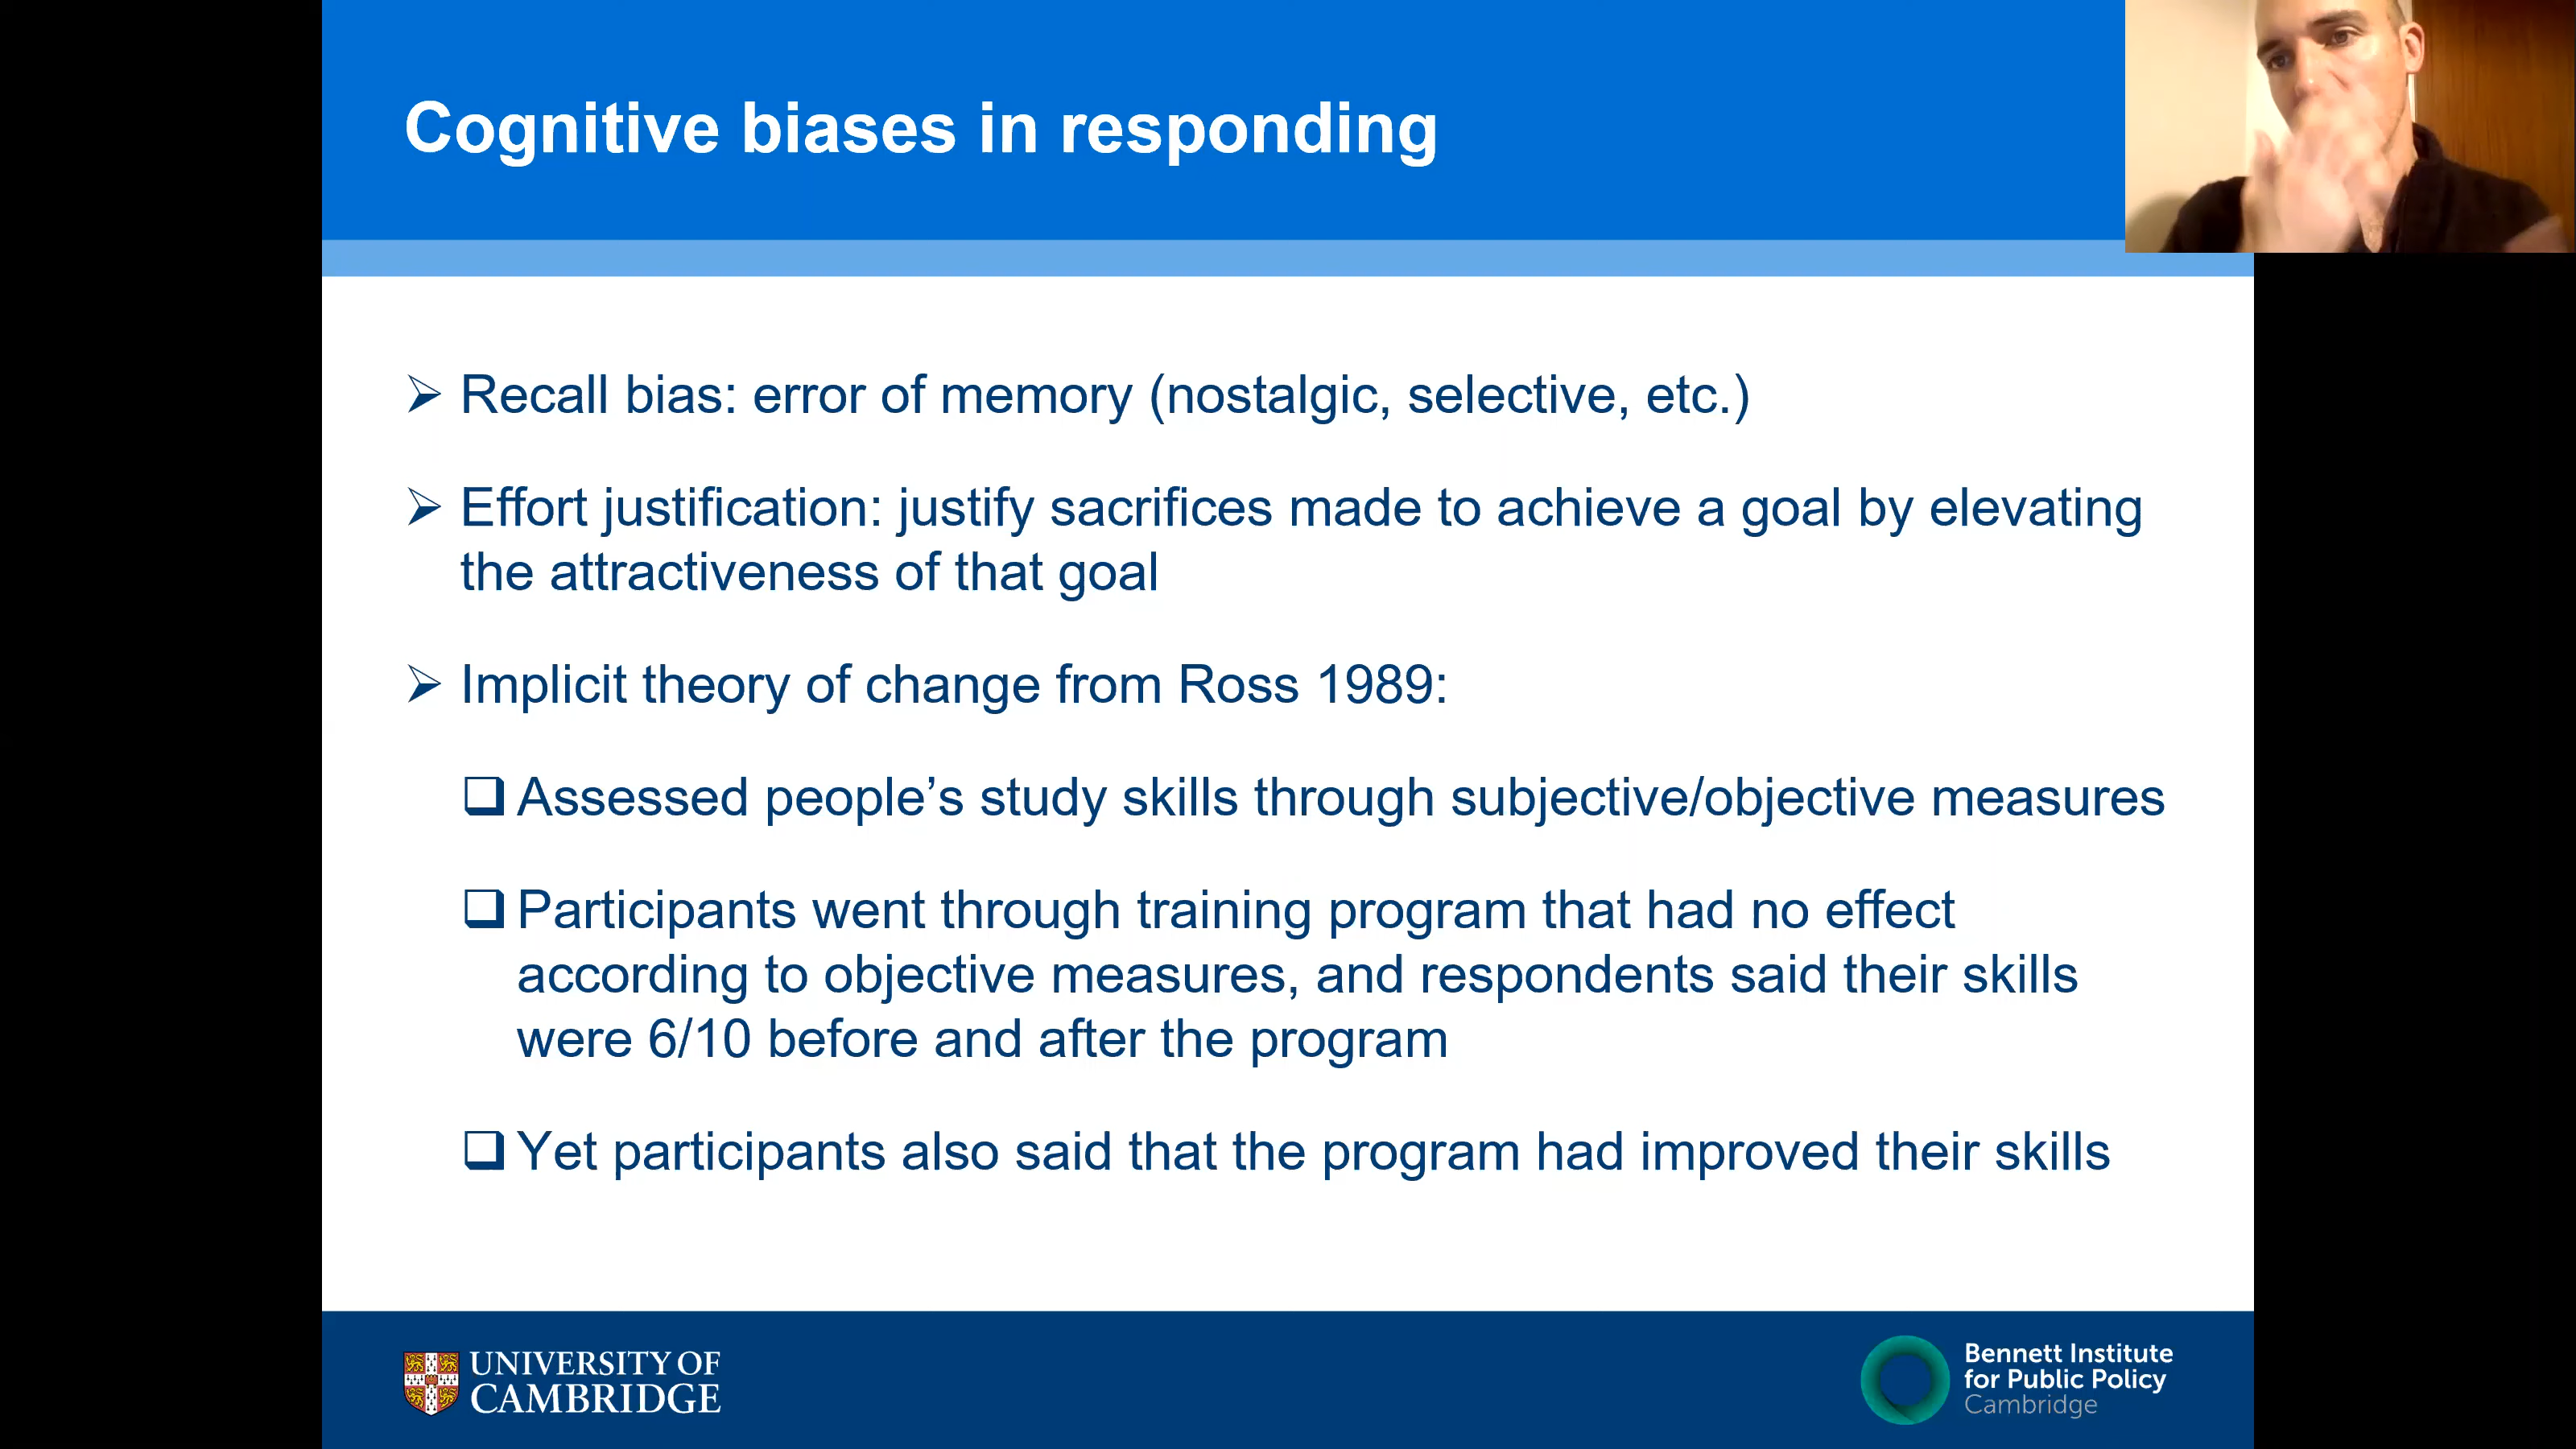 Cognitive biases in responding
Recall bias: error of memory (nostalgic, selective, etc.)
Effort justification: justify sacrifices made to achieve a goal by elevating
the attractiveness of that goal
Implicit theory of change from Ross 1989:
Assessed people’s study skills through subjective/objective measures
Participants went through training program that had no effect
according to objective measures, and respondents said their skills
were 6/10 before and after the program
Yet participants also said that the program had improved their skills
UNIVERSITY OF
CAMBRIDGE
Bennett Institute
for Public Policy
Cambridge